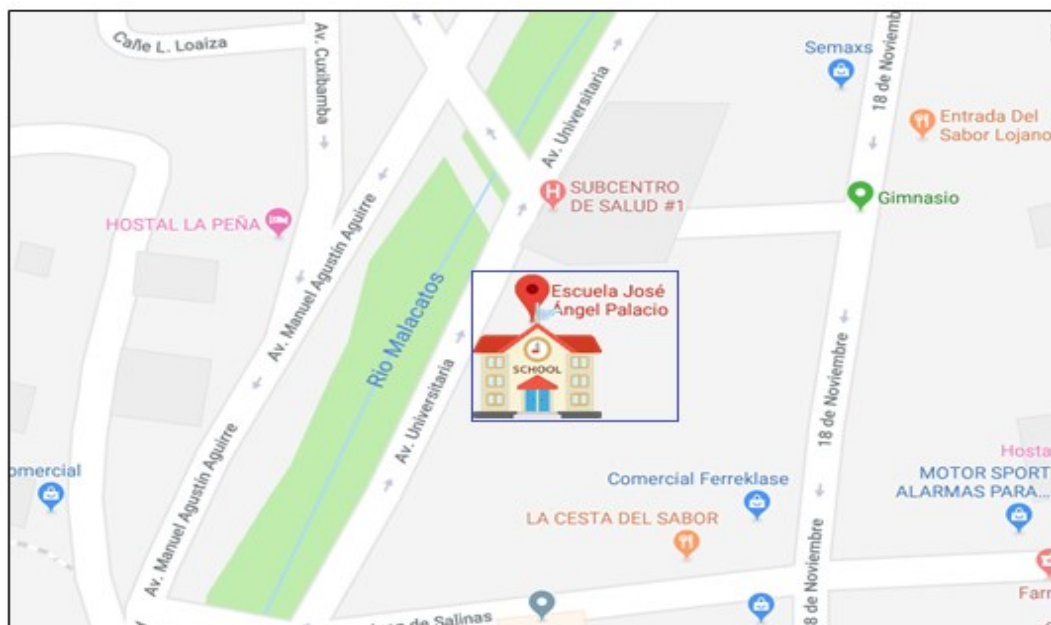 Calle L. Loaiza
Av. Cuxibamba
Av. Universitaria
18 de Noviembre
Semaxs
Entrada Del
Sabor Lojano
SUBCENTRO
DE SALUD #1
Gimnasio
HOSTAL LA PEÑA
Av. Manuel Agustín Aguirre
Rio Malacatos
Escuela José
Ángel Palacio
SCHOOL
18 de Noviembre
Av. Universitaria
Av. Manuel Agustín Aguirre
omercial
Comercial Ferreklase
LA CESTA DEL SABOR
Hosta
MOTOR SPORT
ALARMAS PARA...
8 de Noviembre
de Salinas
Farr